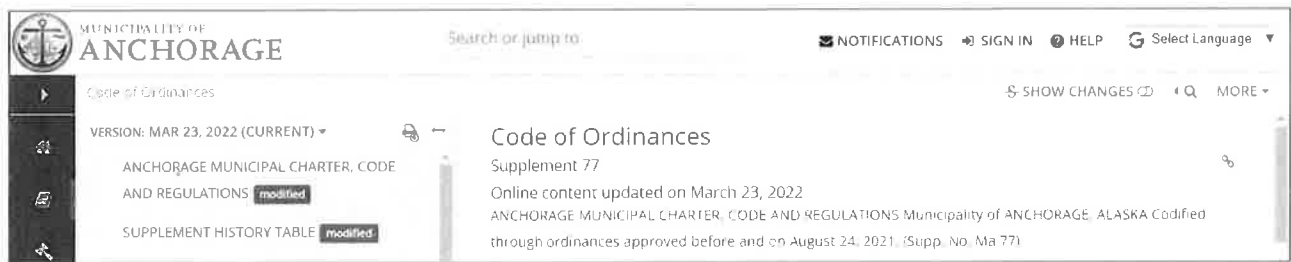 MUNICIPALITY OF
ANCHORAGE
Search or jump to
NOTIFICATIONS SIGN IN HELP Select Language
Code of Ordinances
SHOW CHANGES MORE
VERSION: MAR 23, 2022 (CURRENT)
ANCHORAGE MUNICIPAL CHARTER, CODE
AND REGULATIONS modified
SUPPLEMENT HISTORY TABLE modified
Code of Ordinances
Supplement 77
Online content updated on March 23, 2022
ANCHORAGE MUNICIPAL CHARTER, CODE AND REGULATIONS Municipality of ANCHORAGE, ALASKA Codified
through ordinances approved before and on August 24, 2021. (Supp. No. Ma 77)